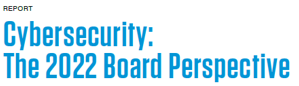 REPORT
Cybersecurity:
The 2022 Board Perspective